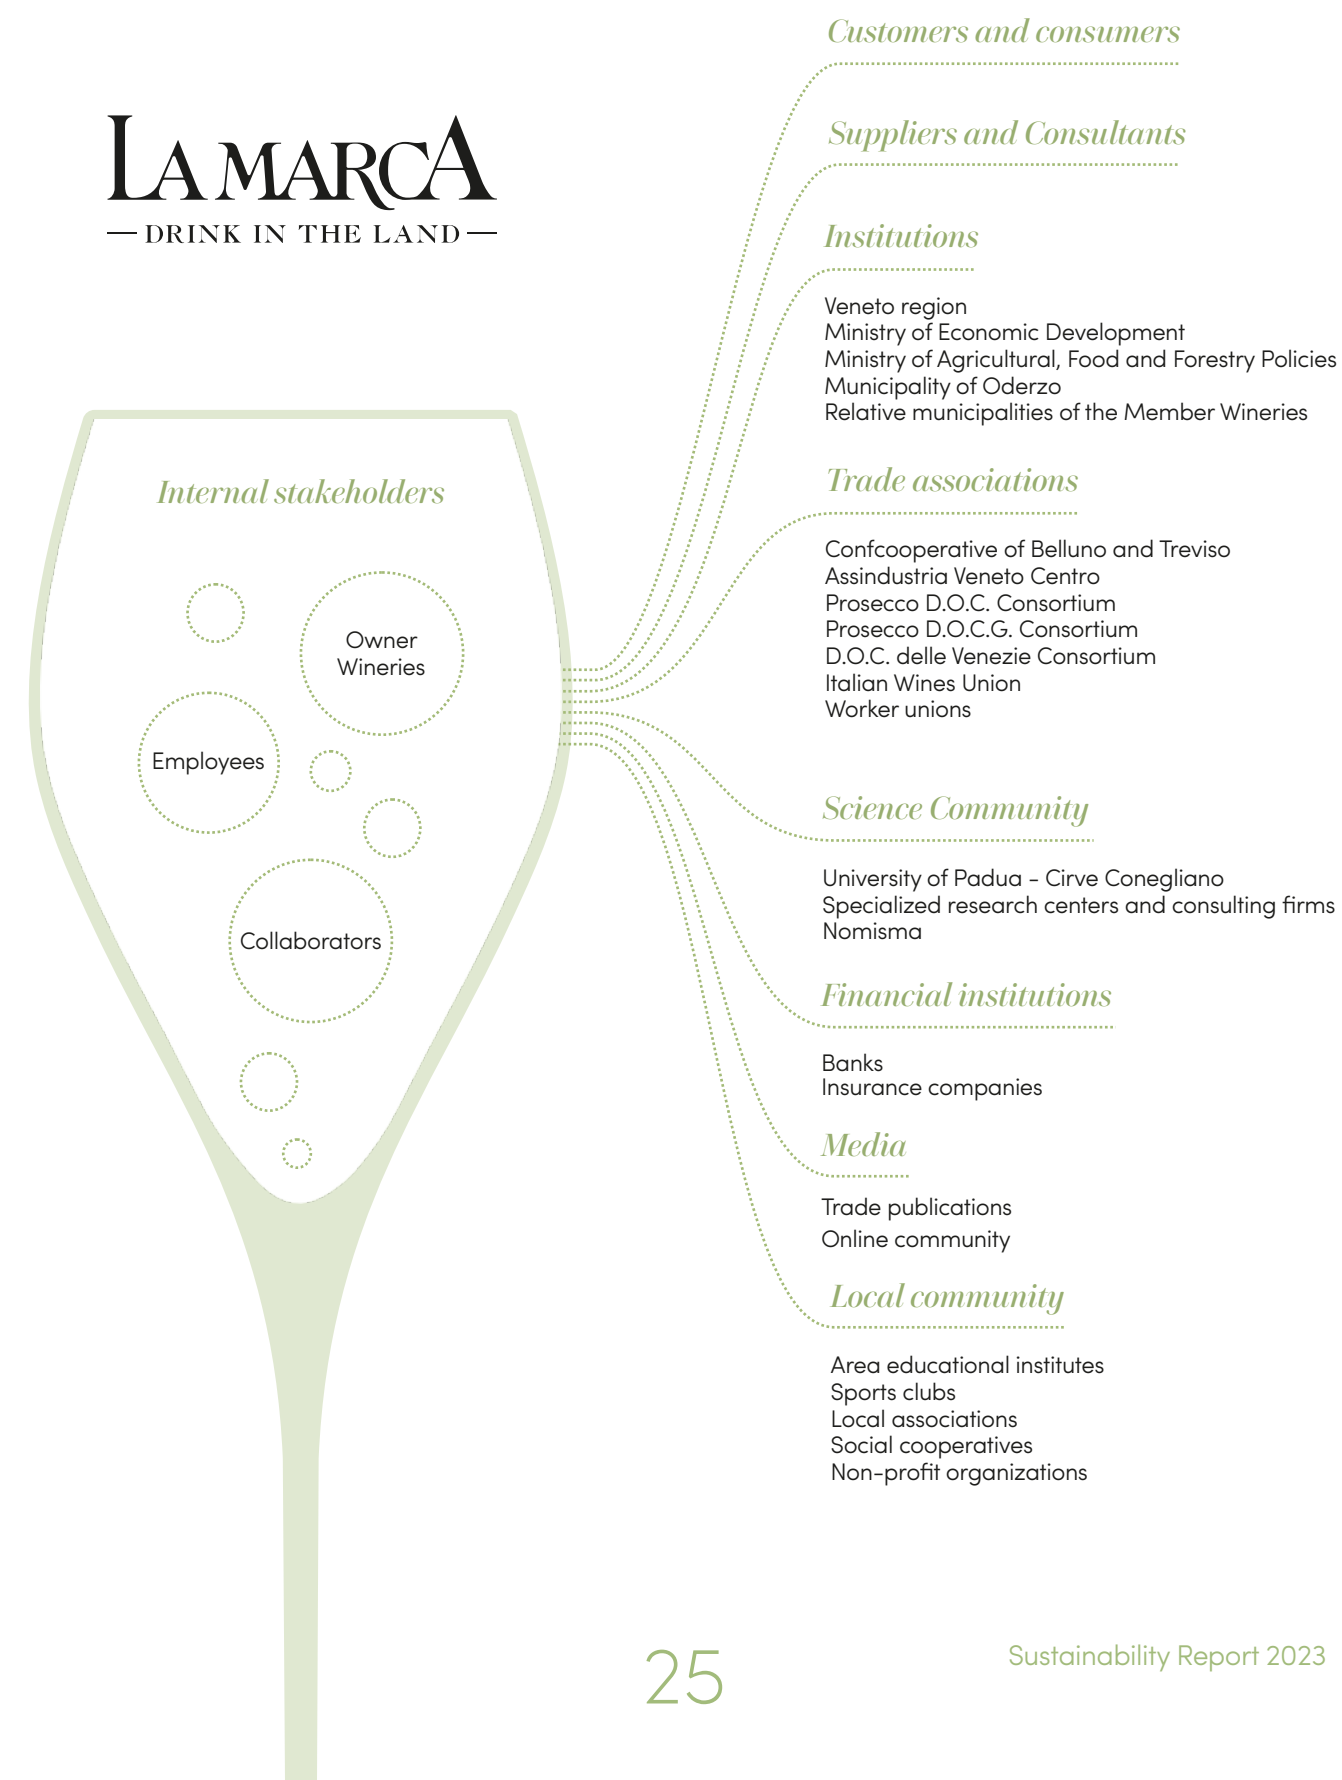 LA MARCA
DRINK IN THE LAND
Internal stakeholders
Owner
Wineries
Employees
Collaborators
Customers and consumers
Suppliers and Consultants
Institutions
Veneto region
Ministry of Economic Development
Ministry of Agricultural, Food and Forestry Policies
Municipality of Oderzo
Relative municipalities of the Member Wineries
Trade associations
Confcooperative of Belluno and Treviso
Assindustria Veneto Centro
Prosecco D.O.C. Consortium
Prosecco D.O.C.G. Consortium
D.O.C. delle Venezie Consortium
Italian Wines Union
Worker unions
Science Community
University of Padua - Cirve Conegliano
Specialized research centers and consulting firms
Nomisma
Financial institutions
Banks
Insurance companies
Media
Trade publications
Online community
Local community
Area educational institutes
Sports clubs
Local associations
Social cooperatives
Non-profit organizations
25
Sustainability Report 2023